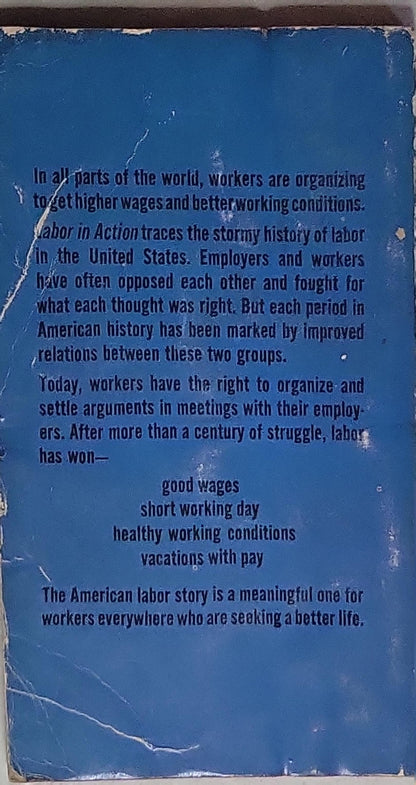 In all parts of the world, workers are organizing
to get higher wages and better working conditions.
Labor in Action traces the stormy history of labor
in the United States. Employers and workers
have often opposed each other and fought for
what each thought was right. But each period in
American history has been marked by improved
relations between these two groups.
Today, workers have the right to organize and
settle arguments in meetings with their employ-
ers. After more than a century of struggle, labor
has won—
good wages
short working day
healthy working conditions
vacations with pay
The American labor story is a meaningful one for
workers everywhere who are seeking a better life.